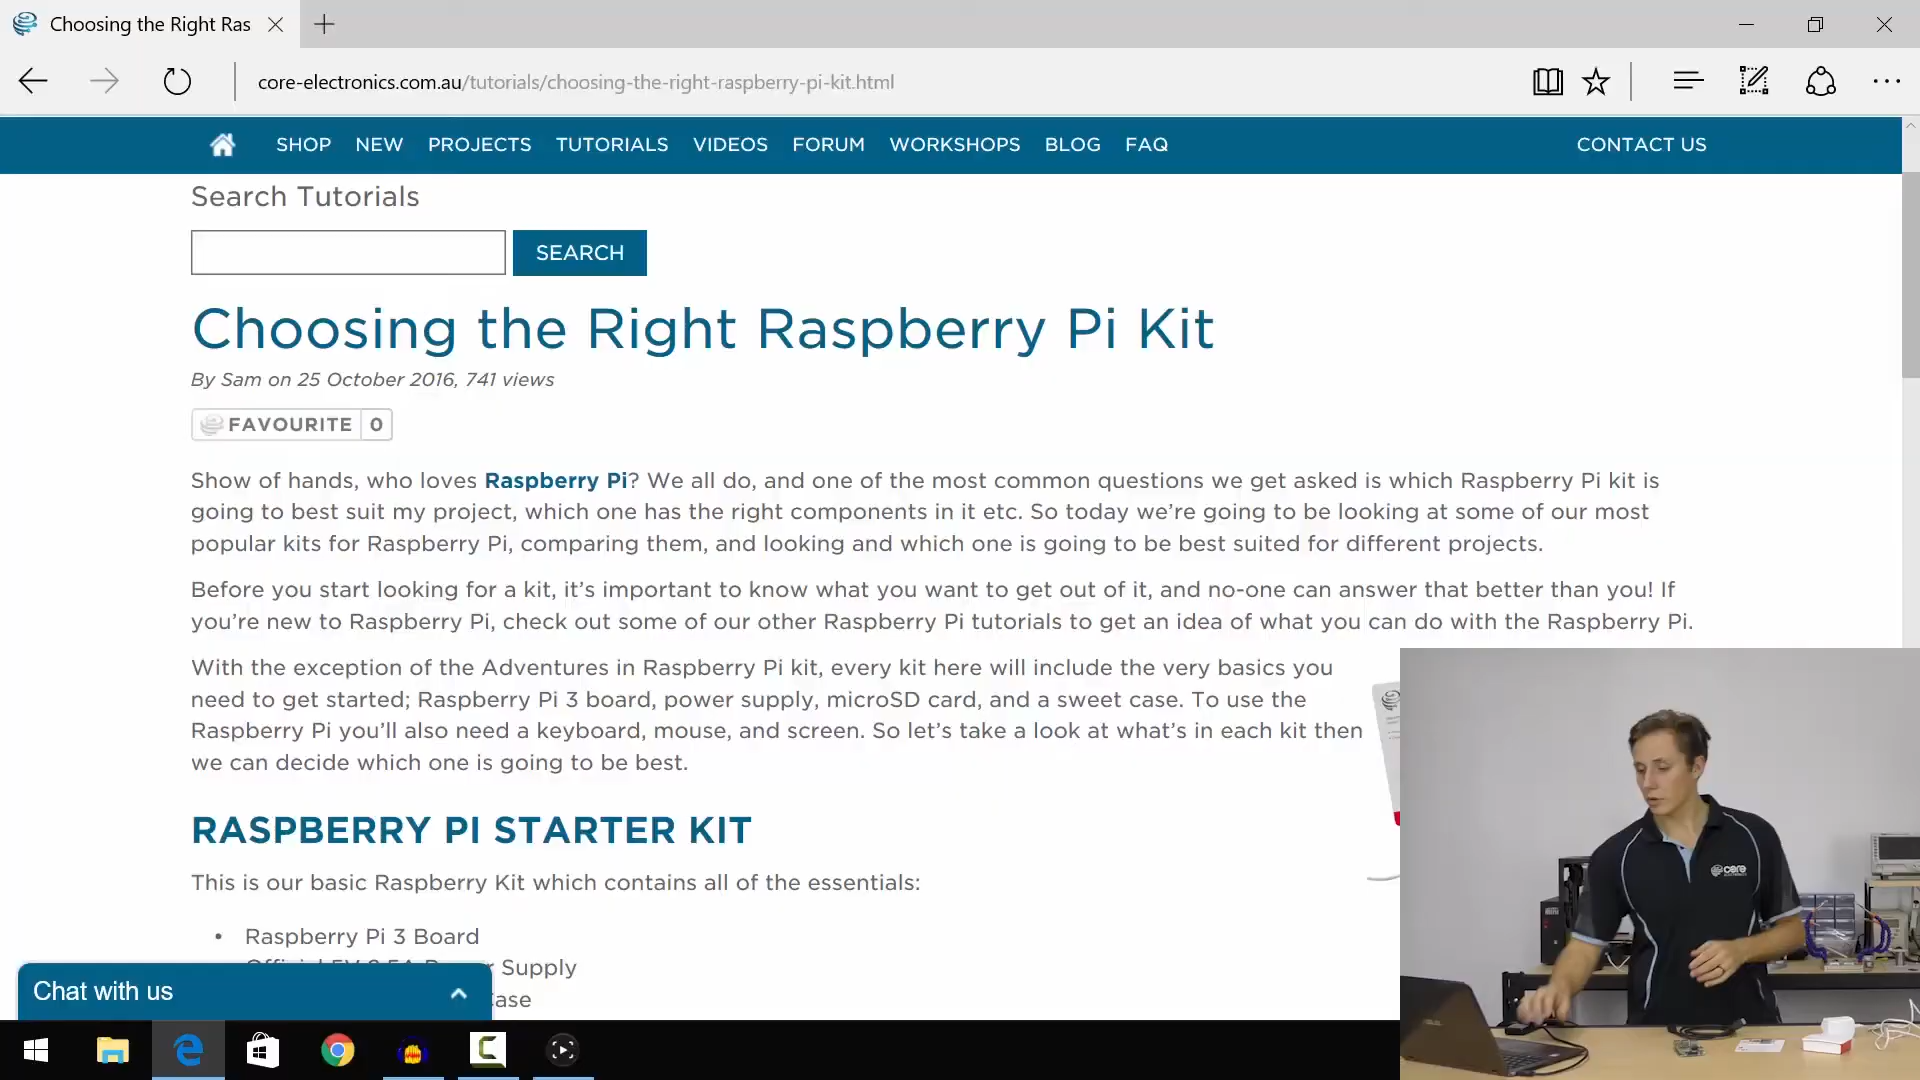 Choosing the Right Ras
core-electronics.com.au/tutorials/choosing-the-right-raspberry-pi-kit.html
SHOP NEW PROJECTS TUTORIALS VIDEOS FORUM WORKSHOPS BLOG FAQ CONTACT US
Search Tutorials
SEARCH
Choosing the Right Raspberry Pi Kit
By Sam on 25 October 2016, 741 views
FAVOURITE 0
Show of hands, who loves Raspberry Pi? We all do, and one of the most common questions we get asked is which Raspberry Pi kit is
going to best suit my project, which one has the right components in it etc. So today we're going to be looking at some of our most
popular kits for Raspberry Pi, comparing them, and looking and which one is going to be best suited for different projects.
Before you start looking for a kit, it's important to know what you want to get out of it, and no-one can answer that better than you! If
you're new to Raspberry Pi, check out some of our other Raspberry Pi tutorials to get an idea of what you can do with the Raspberry Pi.
With the exception of the Adventures in Raspberry Pi kit, every kit here will include the very basics you
need to get started; Raspberry Pi 3 board, power supply, microSD card, and a sweet case. To use the
Raspberry Pi you'll also need a keyboard, mouse, and screen. So let's take a look at what's in each kit then
we can decide which one is going to be best.
RASPBERRY PI STARTER KIT
This is our basic Raspberry Kit which contains all of the essentials:
• Raspberry Pi 3 Board
Supply
Case
Chat with us
core